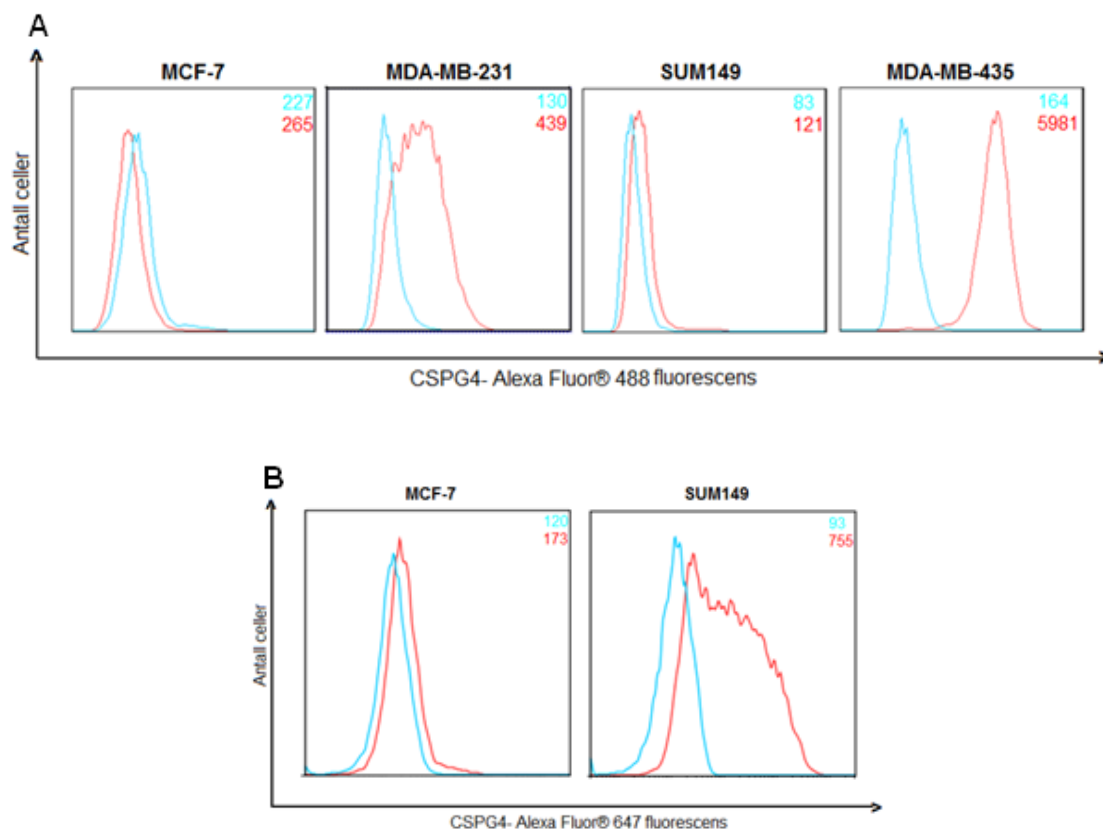 A
MCF-7
227
265
MDA-MB-231
130
439
SUM149
83
121
MDA-MB-435
164
5981
Antall celler
CSPG4- Alexa Fluor® 488 fluorescens
B
MCF-7
120
173
SUM149
93
755
Antall celler
CSPG4- Alexa Fluor® 647 fluorescens